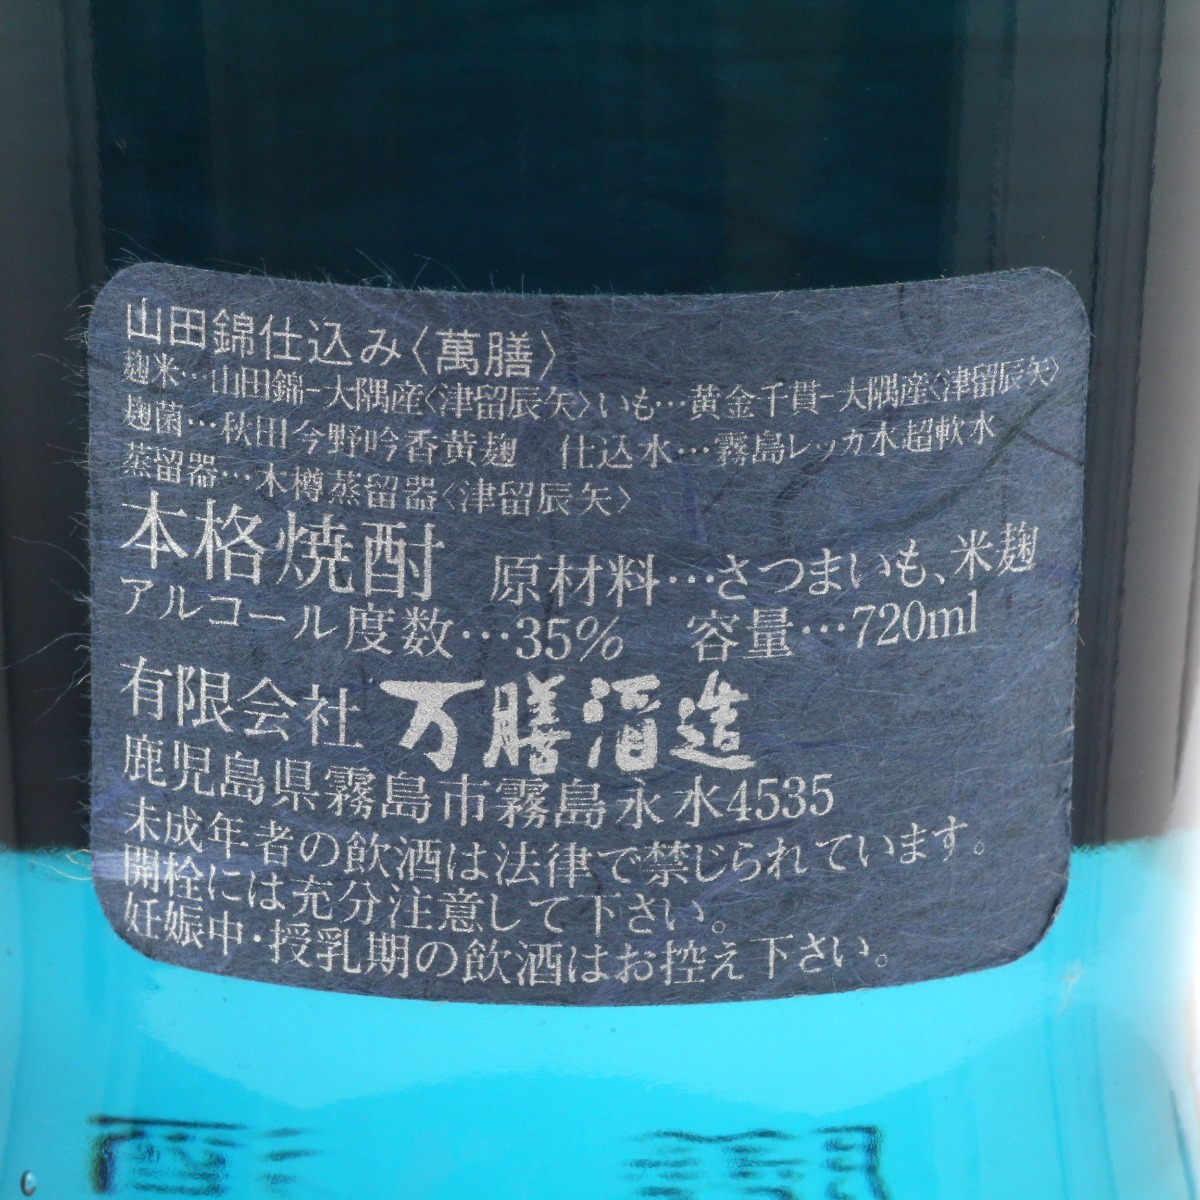 山田錦仕込み〈萬膳〉
麹米…山田錦-大隅産〈津留辰矢〉いも…黄金千貫-大隅産〈津留辰矢〉
麹菌…秋田今野吟香黄麹　仕込水…霧島レッカ水超軟水
蒸留器…木樽蒸留器〈津留辰矢〉
本格焼酎　原材料…さつまいも、米麹
アルコール度数…35%　容量…720ml
有限会社 万膳酒造
鹿児島県霧島市霧島永水4535
未成年者の飲酒は法律で禁じられています。
開栓には充分注意して下さい。
妊娠中・授乳期の飲酒はお控え下さい。